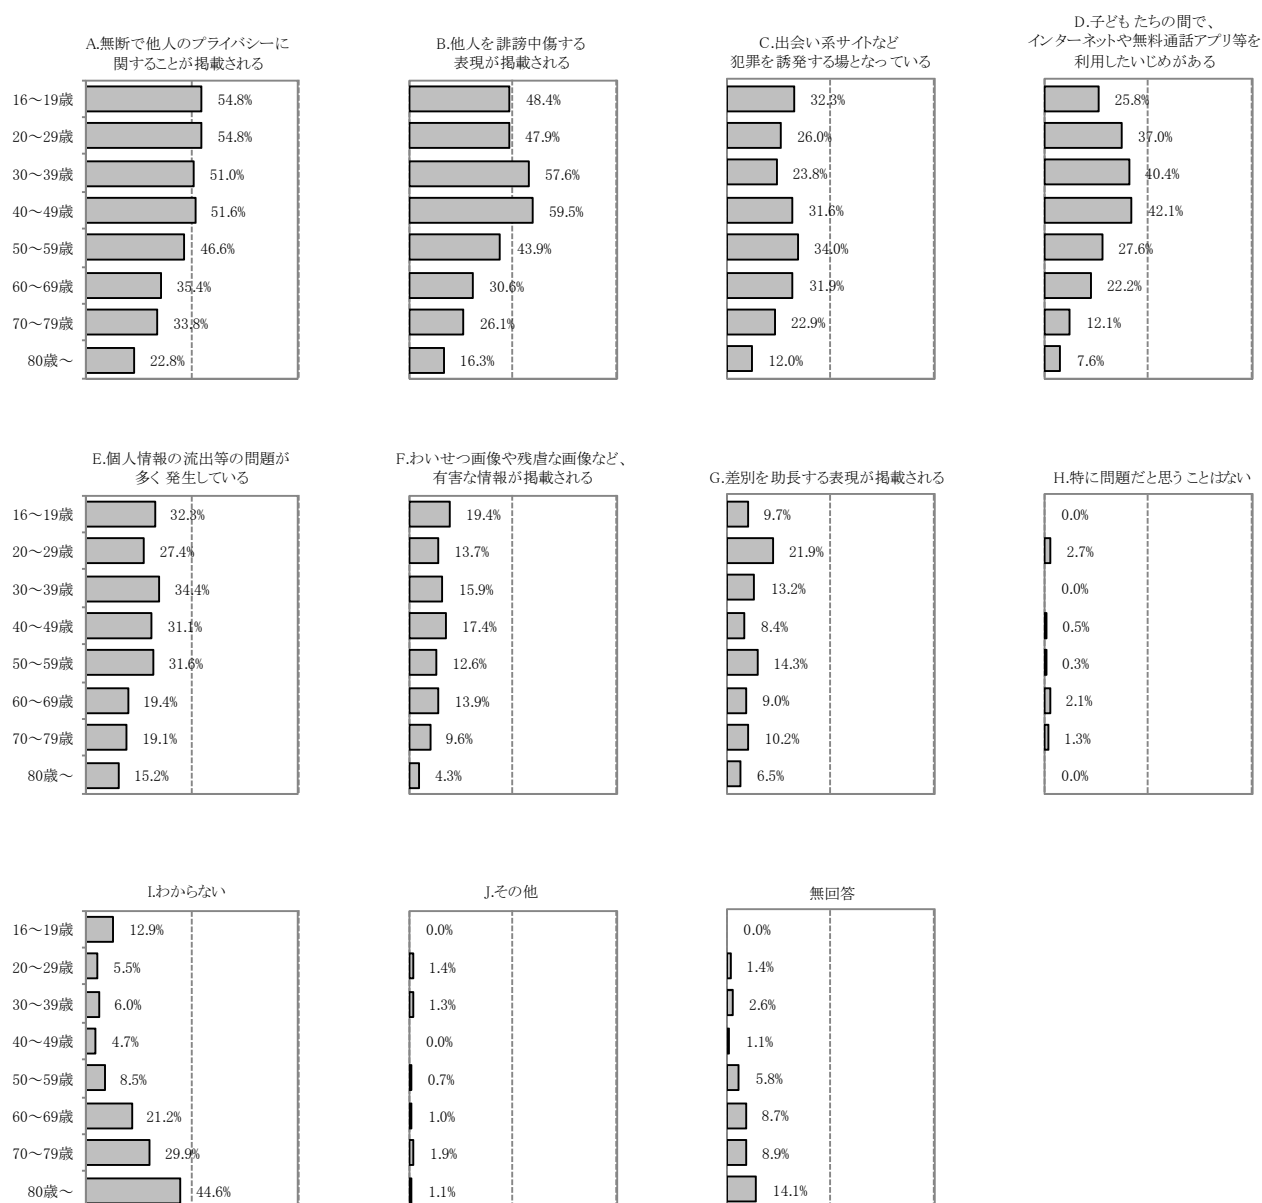 A.無断で他人のプライバシーに
関することが掲載される
B.他人を誹謗中傷する
表現が掲載される
C.出会い系サイトなど
犯罪を誘発する場となっている
D.子どもたちの間で、
インターネットや無料通話アプリ等を
利用したいじめがある
16～19歳 54.8% 48.4% 32.3% 25.8%
20～29歳 54.8% 47.9% 26.0% 37.0%
30～39歳 51.0% 57.6% 23.8% 40.4%
40～49歳 51.6% 59.5% 31.6% 42.1%
50～59歳 46.6% 43.9% 34.0% 27.6%
60～69歳 35.4% 30.6% 31.9% 22.2%
70～79歳 33.8% 26.1% 22.9% 12.1%
80歳～ 22.8% 16.3% 12.0% 7.6%
E.個人情報の流出等の問題が
多く発生している
F.わいせつ画像や残虐な画像など、
有害な情報が掲載される
G.差別を助長する表現が掲載される
H.特に問題だと思うことはない
16～19歳 32.3% 19.4% 9.7% 0.0%
20～29歳 27.4% 13.7% 21.9% 2.7%
30～39歳 34.4% 15.9% 13.2% 0.0%
40～49歳 31.1% 17.4% 8.4% 0.5%
50～59歳 31.6% 12.6% 14.3% 0.3%
60～69歳 19.4% 13.9% 9.0% 2.1%
70～79歳 19.1% 9.6% 10.2% 1.3%
80歳～ 15.2% 4.3% 6.5% 0.0%
I.わからない
J.その他
無回答
16～19歳 12.9% 0.0% 0.0%
20～29歳 5.5% 1.4% 1.4%
30～39歳 6.0% 1.3% 2.6%
40～49歳 4.7% 0.0% 1.1%
50～59歳 8.5% 0.7% 5.8%
60～69歳 21.2% 1.0% 8.7%
70～79歳 29.9% 1.9% 8.9%
80歳～ 44.6% 1.1% 14.1%